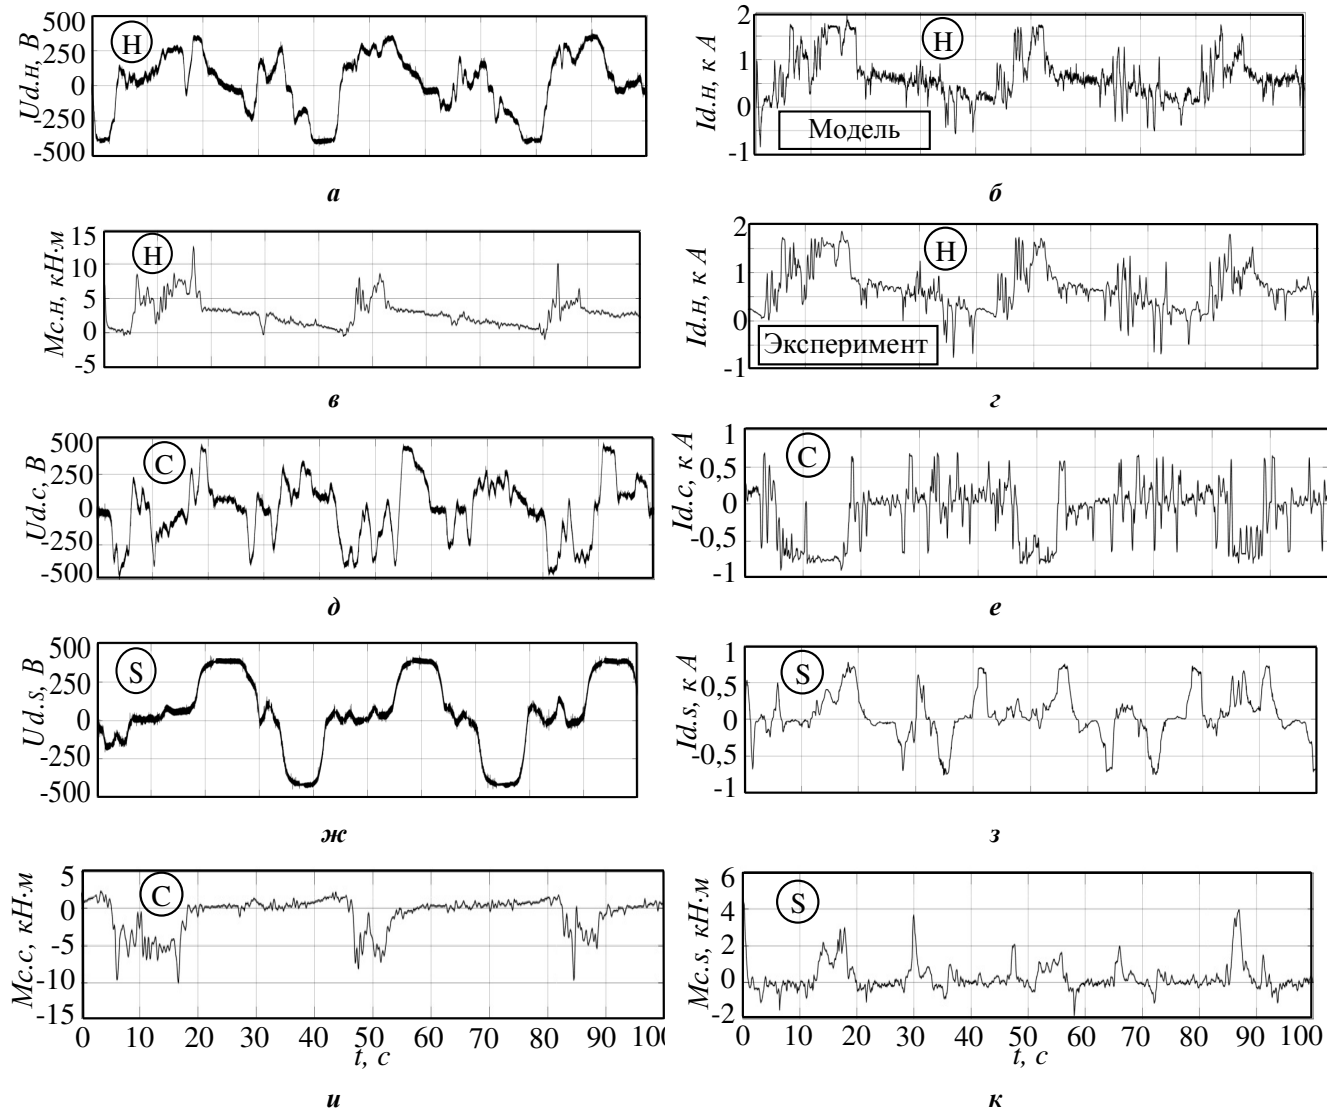 Ud.н, В
500
250
0
-250
-500
Н
а
Id.н, к А
2
1
0
-1
Н
Модель
б
Мс.н, кН·м
15
10
5
0
-5
Н
в
Id.н, к А
2
1
0
-1
Н
Эксперимент
г
Ud.c, В
500
250
0
-250
-500
С
д
Id.c, к А
1
0,5
0
-0,5
-1
С
е
Ud.s, В
500
250
0
-250
-500
S
ж
Id.s, к А
1
0,5
0
-0,5
-1
S
з
Мс.с, кН·м
5
0
-5
-10
-15
С
0 10 20 30 40 50 60 70 80 90 100
t, c
и
Мс.s, кН·м
6
4
2
0
-2
S
0 10 20 30 40 50 60 70 80 90 100
t, c
к